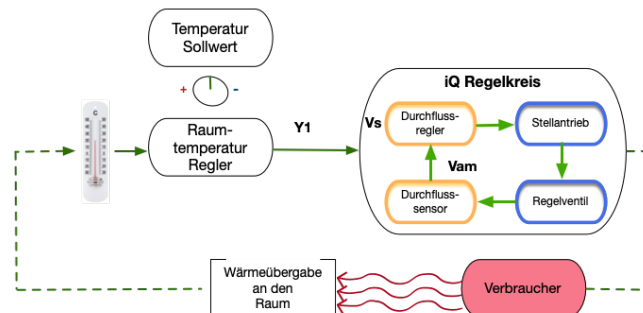 Temperatur
Sollwert
+
-
iQ Regelkreis
C
Raum-
temperatur
Regler
Y1
Vs
Durchfluss-
regler
Stellantrieb
Vam
Durchfluss-
sensor
Regelventil
Wärmeübergabe
an den
Raum
Verbraucher